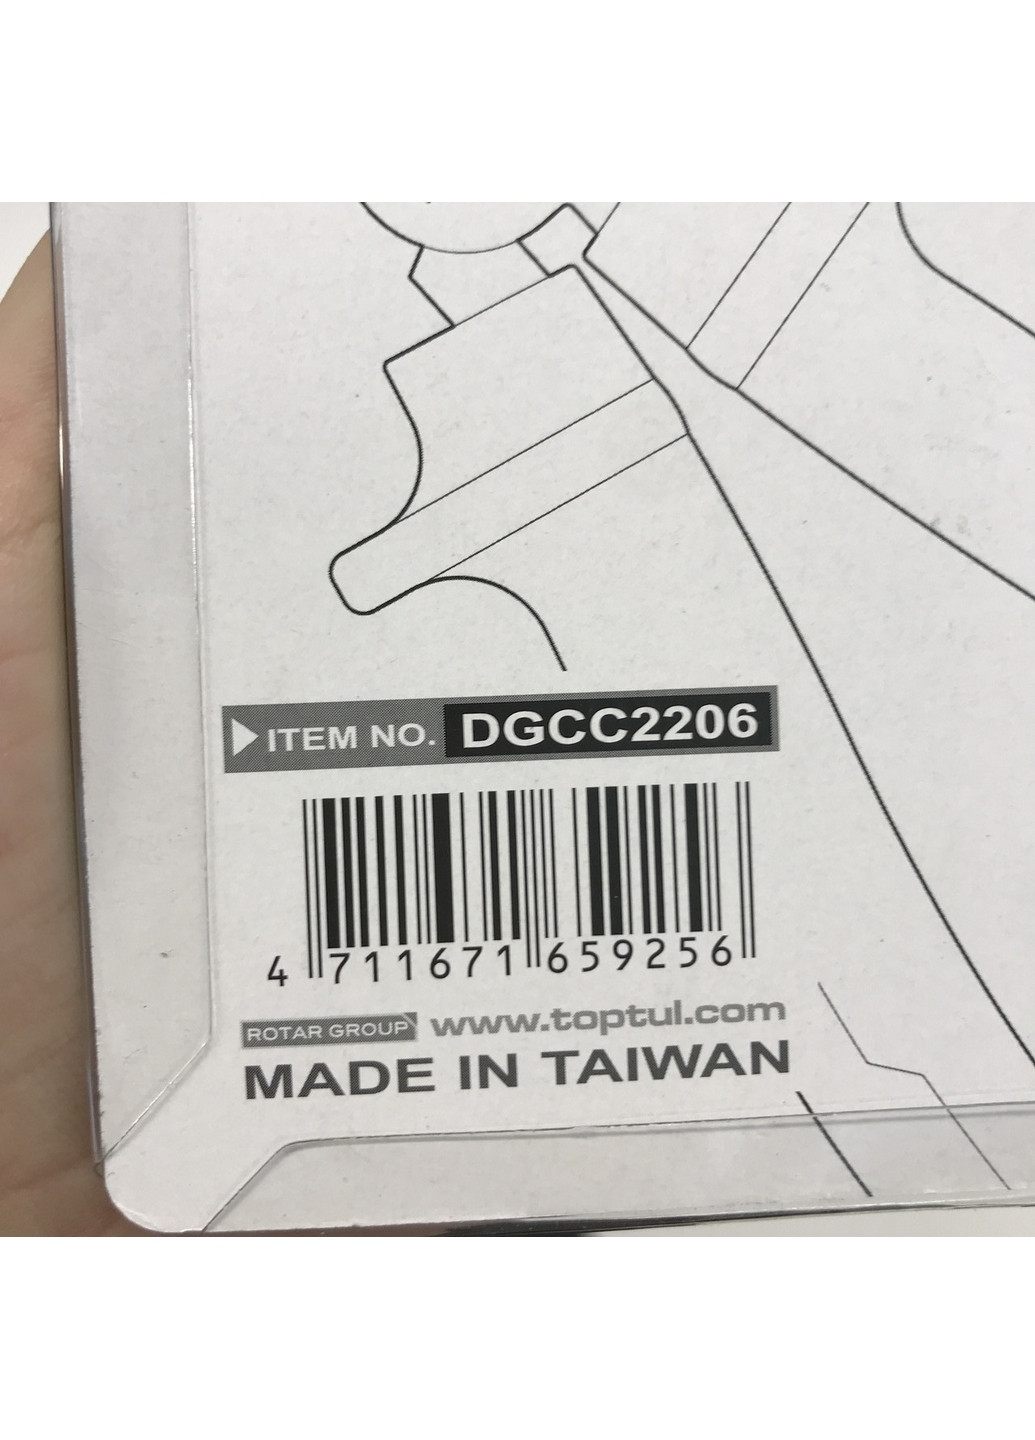 ITEM NO. DGCC2206
4 711671 659256
ROTAR GROUP www.toptul.com
MADE IN TAIWAN